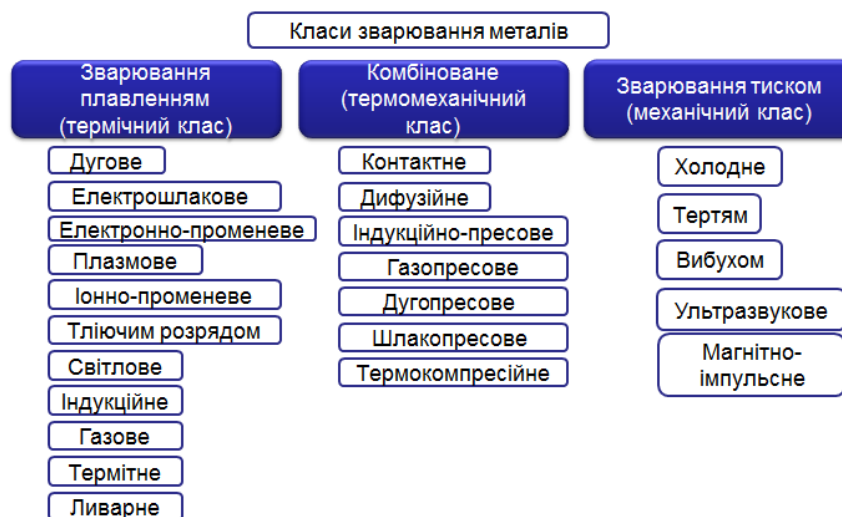 Класи зварювання металів
Зварювання
плавленням
(термічний клас)
Дугове
Електрошлакове
Електронно-променеве
Плазмове
Іонно-променеве
Тліючим розрядом
Світлове
Індукційне
Газове
Термітне
Ливарне
Комбіноване
(термомеханічний
клас)
Контактне
Дифузійне
Індукційно-пресове
Газопресове
Дугопресове
Шлакопресове
Термокомпресійне
Зварювання тиском
(механічний клас)
Холодне
Тертям
Вибухом
Ультразвукове
Магнітно-
імпульсне